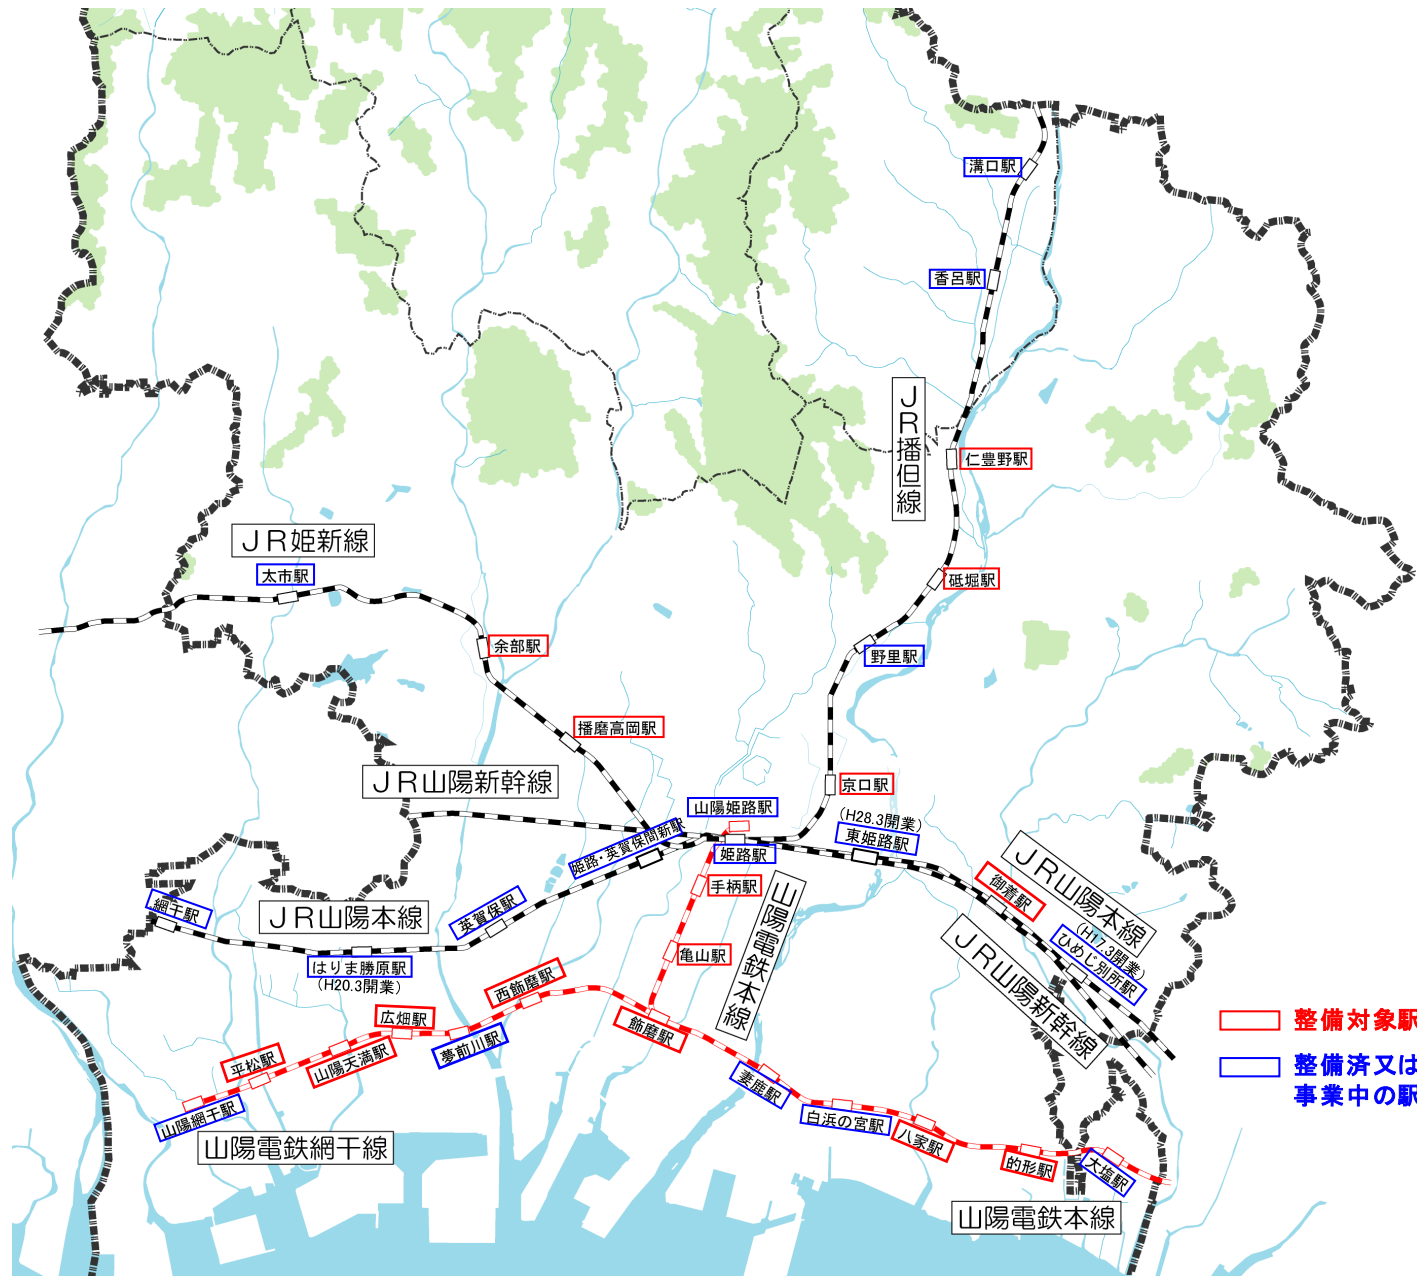 溝口駅
香呂駅
JR播但線
仁豊野駅
JR姫新線
太市駅
砥堀駅
余部駅
野里駅
播磨高岡駅
JR山陽新幹線
京口駅
山陽姫路駅
(H28.3開業)
東姫路駅
姫路・英賀保間新駅
姫路駅
手柄駅
御着駅
JR山陽本線
(H17.3開業)
ひめじ別所駅
JR山陽新幹線
網干駅
JR山陽本線
英賀保駅
はりま勝原駅
(H20.3開業)
亀山駅
山陽電鉄本線
西飾磨駅
広畑駅
夢前川駅
飾磨駅
平松駅
山陽天満駅
山陽網干駅
山陽電鉄網干線
妻鹿駅
白浜の宮駅
八家駅
的形駅
大塩駅
山陽電鉄本線
整備対象駅
整備済又は
事業中の駅